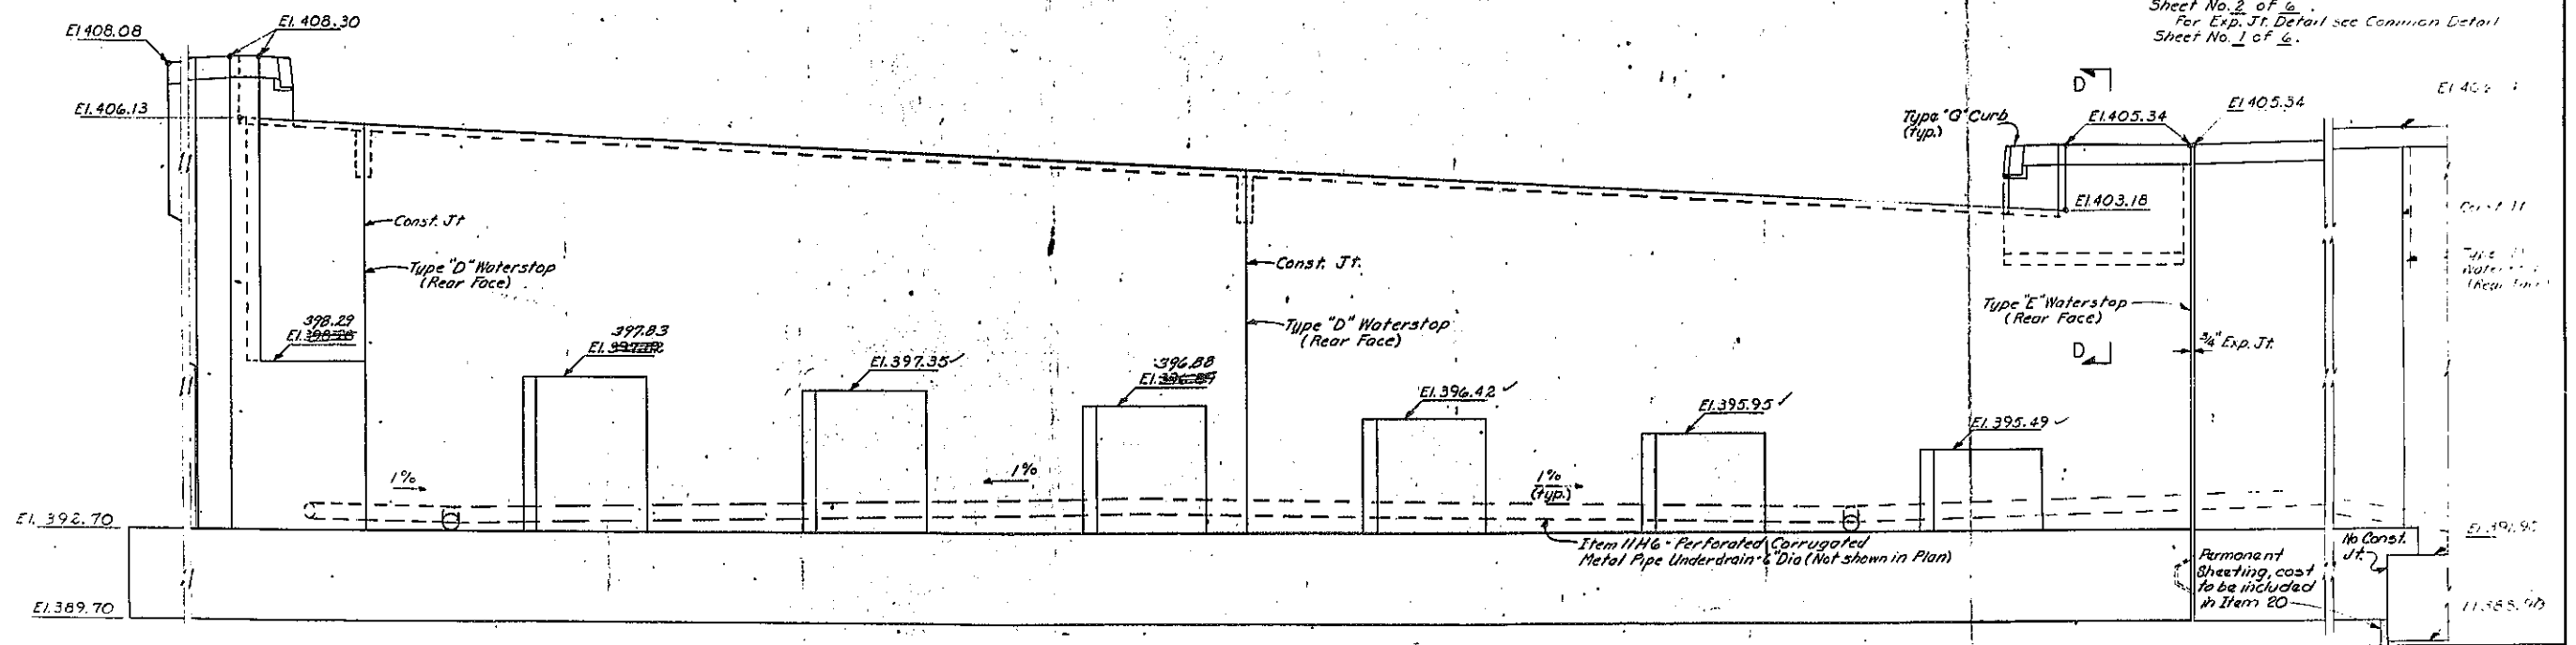 Sheet No. 2 of 6.
For Exp. Jt. Detail see Common Detail
Sheet No. 1 of 6.
El. 408.30
El 408.08
El. 406.13
D
El. 405.34
El 405.34
Type "G" Curb
(typ.)
El. 403.18
Const. Jt
Type "D" Waterstop
(Rear Face)
Const. Jt.
Type "D" Waterstop
(Rear Face)
Type "E" Waterstop
(Rear Face)
3/4" Exp. Jt.
D
398.29
El.
397.83
El.
El. 397.35 ✓
396.88
El.
El. 396.42 ✓
El. 395.95 ✓
El. 395.49 ✓
1%
1%
1%
(typ.)
El. 392.70
Item 11H6 - Perforated Corrugated
Metal Pipe Underdrain - 6" Dia (Not shown in Plan)
No Const.
Jt.
Permanent
Sheeting, cost
to be included
in Item 20
El. 389.70